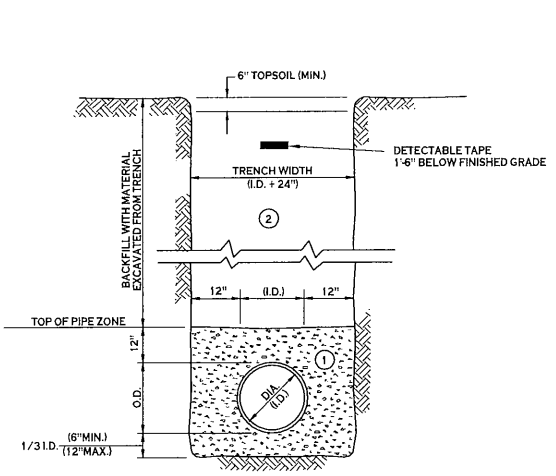 6" TOPSOIL (MIN.)
DETECTABLE TAPE
1'-6" BELOW FINISHED GRADE
TRENCH WIDTH
(I.D. + 24")
BACKFILL WITH MATERIAL
EXCAVATED FROM TRENCH
2
12" (I.D.) 12"
TOP OF PIPE ZONE
12"
1
DIA.
(I.D.)
O.D.
1/3 I.D. (6"MIN.)
(12"MAX.)